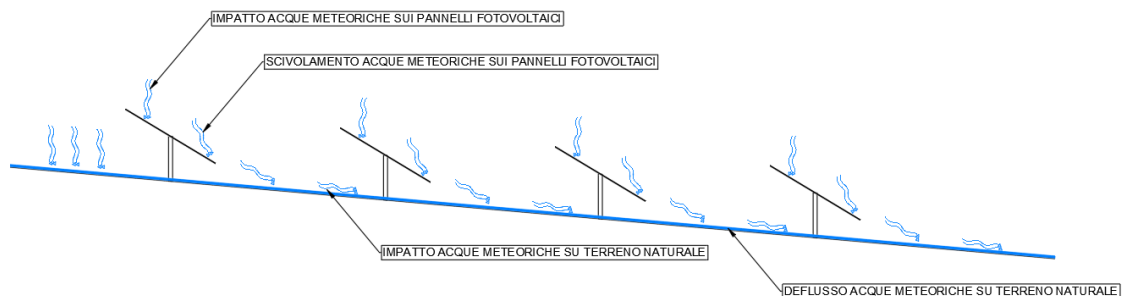 IMPATTO ACQUE METEORICHE SUI PANNELLI FOTOVOLTAICI
SCIVOLAMENTO ACQUE METEORICHE SUI PANNELLI FOTOVOLTAICI
IMPATTO ACQUE METEORICHE SU TERRENO NATURALE
DEFLUSSO ACQUE METEORICHE SU TERRENO NATURALE